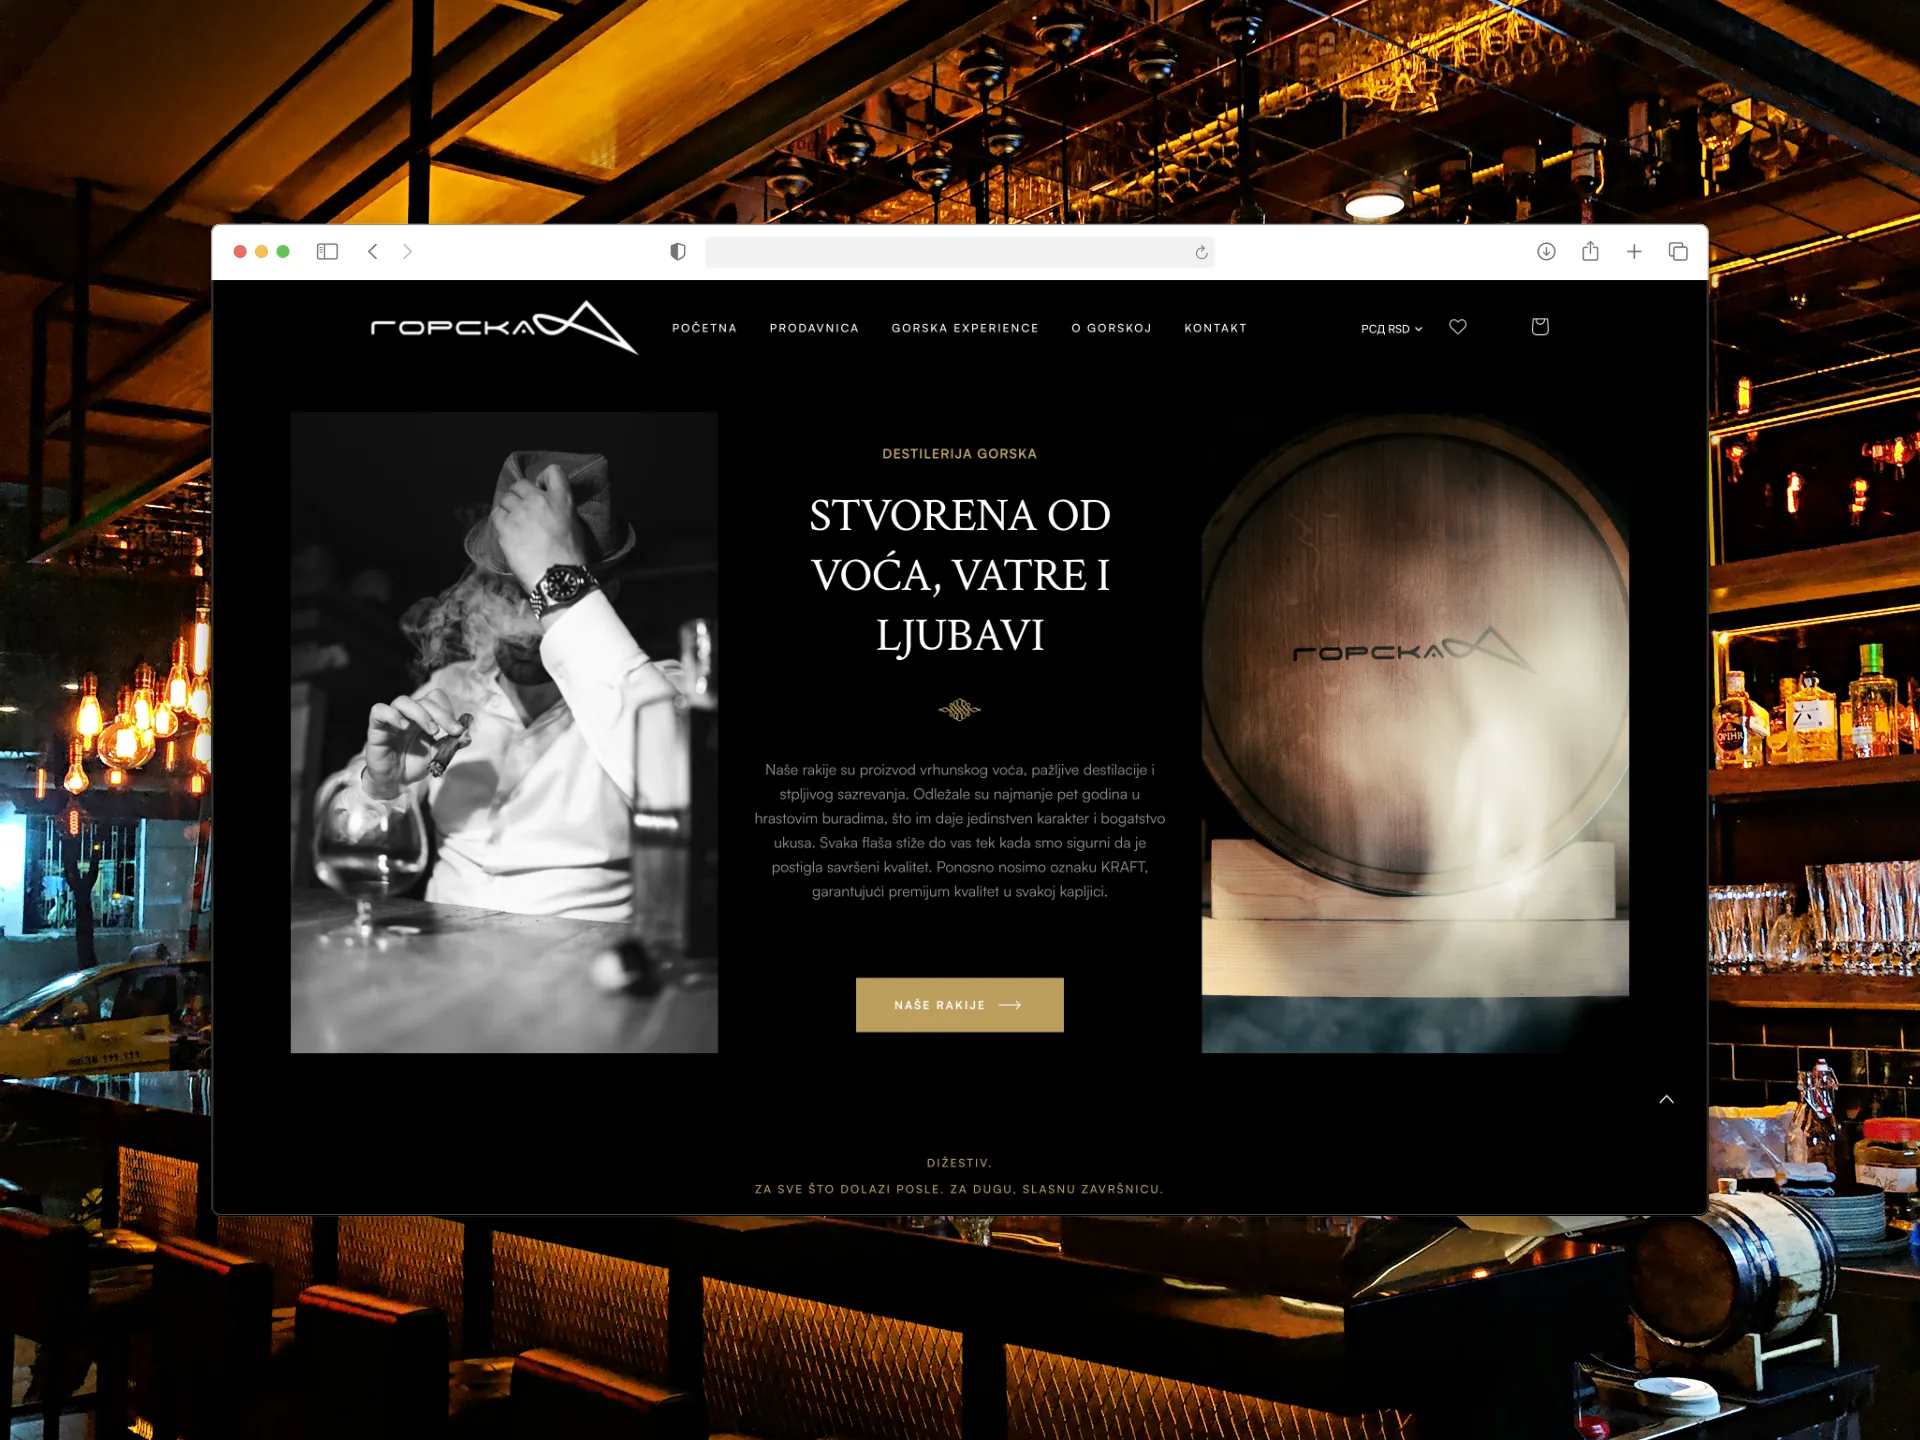 ГОРСКА
POČETNA
PRODAVNICA
GORSKA EXPERIENCE
O GORSKOJ
KONTAKT
РСД RSD
DESTILERIJA GORSKA
STVORENA OD
VOĆA, VATRE I
LJUBAVI
ГОРСКА
Naše rakije su proizvod vrhunskog voća, pažljive destilacije i
stpljivog sazrevanja. Odležale su najmanje pet godina u
hrastovim buradima, što im daje jedinstven karakter i bogatstvo
ukusa. Svaka flaša stiže do vas tek kada smo sigurni da je
postigla savršeni kvalitet. Ponosno nosimo oznaku KRAFT,
garantujući premijum kvalitet u svakoj kapljici.
NAŠE RAKIJE
DIŽESTIV.
ZA SVE ŠTO DOLAZI POSLE. ZA DUGU, SLASNU ZAVRŠNICU.
OPIHR
六